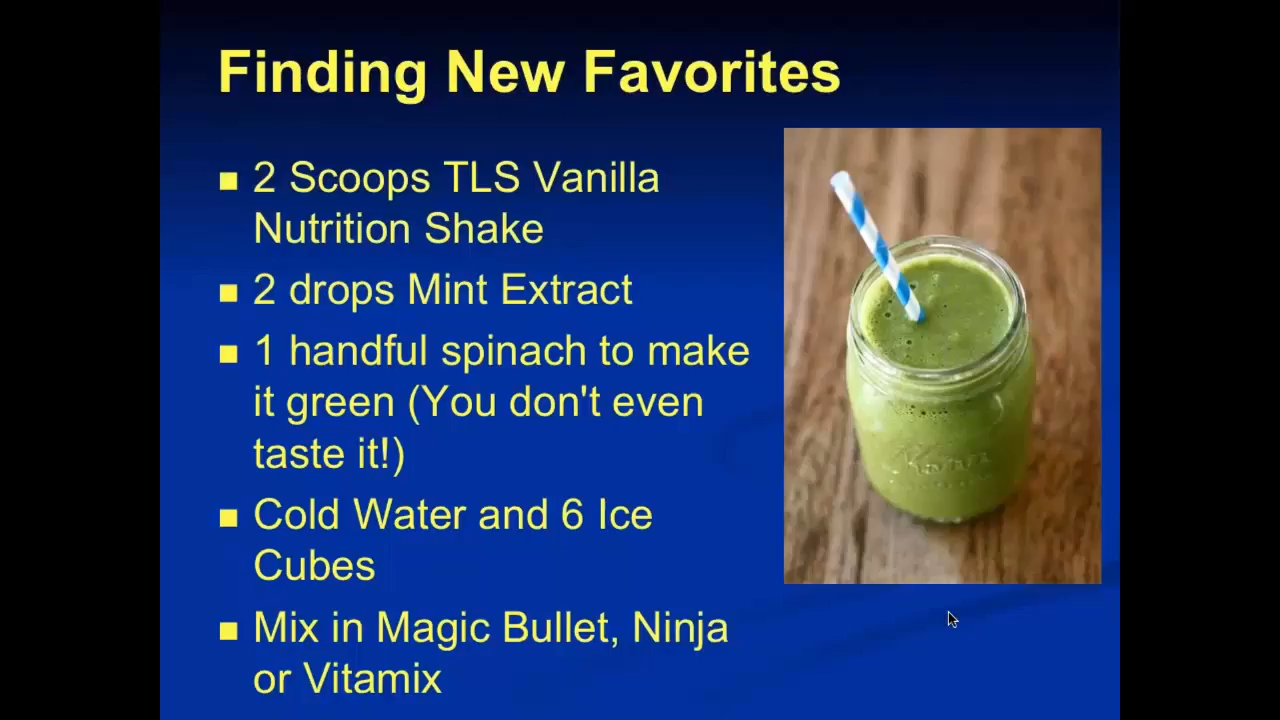 Finding New Favorites
2 Scoops TLS Vanilla
Nutrition Shake
2 drops Mint Extract
1 handful spinach to make
it green (You don't even
taste it!)
Cold Water and 6 Ice
Cubes
Mix in Magic Bullet, Ninja
or Vitamix